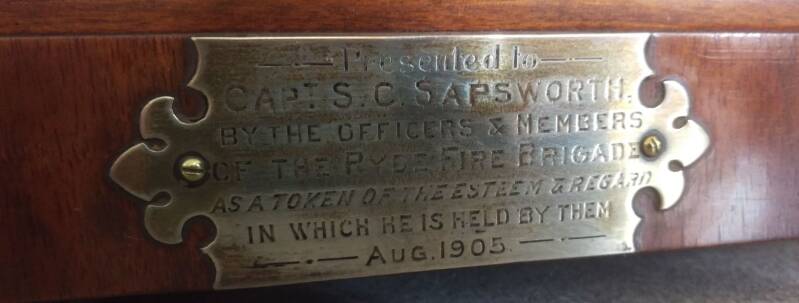 Presented to
CAPT. S. C. SAPSWORTH.
BY THE OFFICERS & MEMBERS
OF THE RYDE FIRE BRIGADE
AS A TOKEN OF THE ESTEEM & REGARD
IN WHICH HE IS HELD BY THEM
AUG. 1905